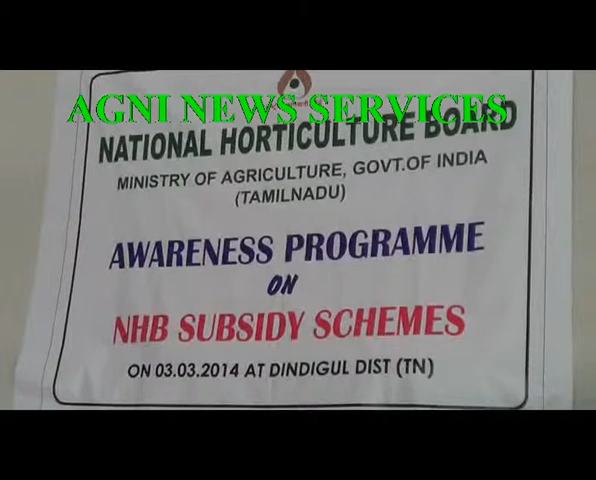 AGNI NEWS SERVICES
NATIONAL HORTICULTURE BOARD
MINISTRY OF AGRICULTURE, GOVT.OF INDIA
(TAMILNADU)
AWARENESS PROGRAMME
ON
NHB SUBSIDY SCHEMES
ON 03.03.2014 AT DINDIGUL DIST (TN)